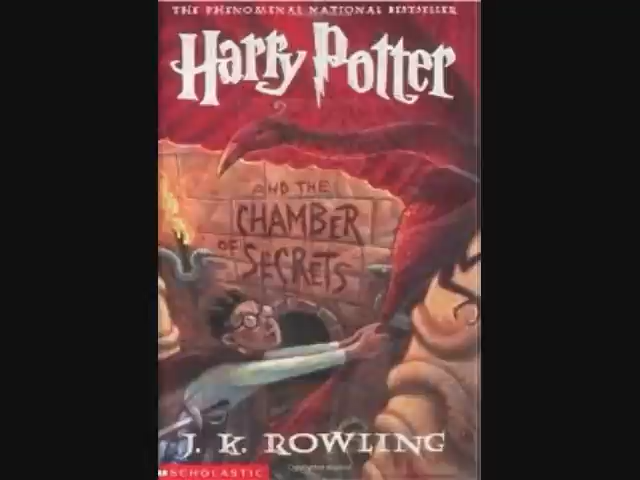 THE PHENOMENAL NATIONAL BESTSELLER
Harry Potter
AND THE
CHAMBER
OF
SECRETS
J. K. ROWLING
SCHOLASTIC